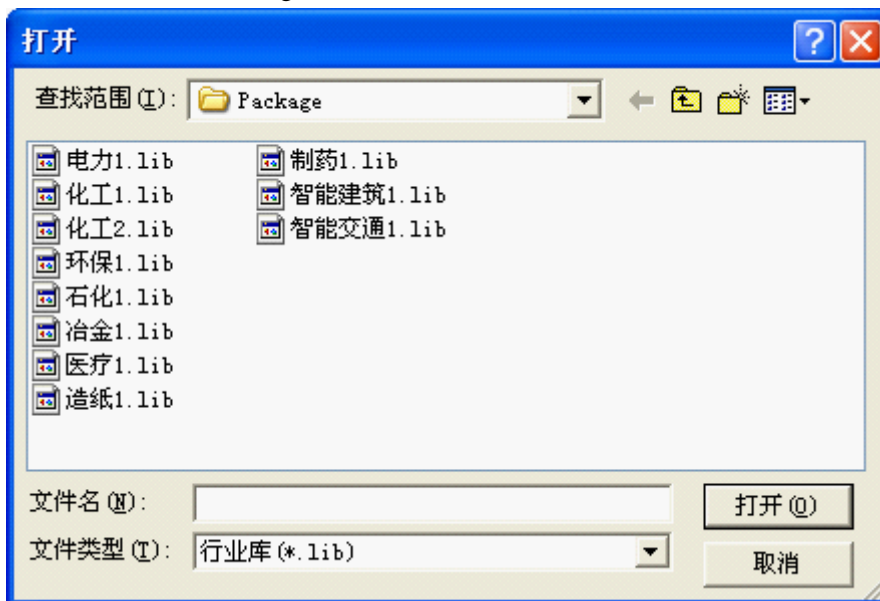 打开
查找范围(I): Package
电力1.lib
化工1.lib
化工2.lib
环保1.lib
石化1.lib
冶金1.lib
医疗1.lib
造纸1.lib
制药1.lib
智能建筑1.lib
智能交通1.lib
文件名(N):
打开(O)
文件类型(T): 行业库(*.lib)
取消